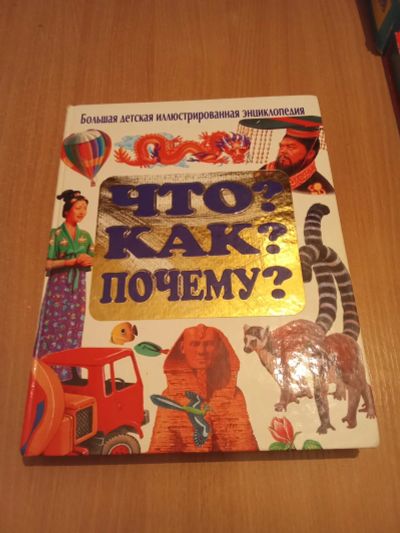 Большая детская иллюстрированная энциклопедия
ЧТО?
КАК?
ПОЧЕМУ?